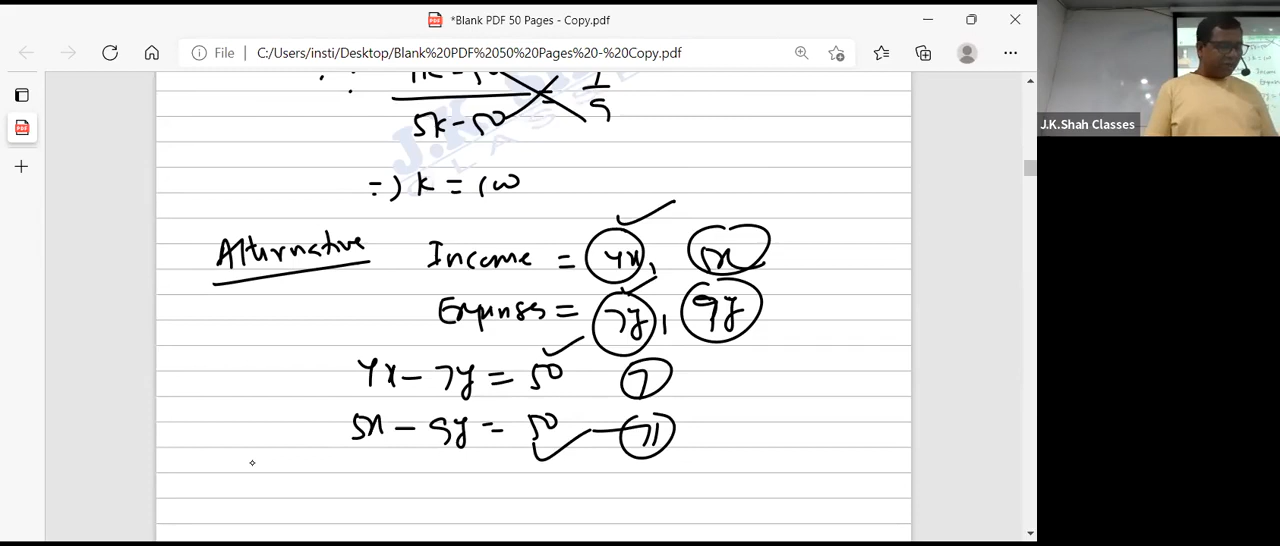 *Blank PDF 50 Pages - Copy.pdf
File | C:/Users/insti/Desktop/Blank%20PDF%2050%20Pages%20-%20Copy.pdf
J.K.Shah Classes
5k - 50
=) k = 100
Alternative Income = 4x, 5x
Expenses = 7y, 9y
4x - 7y = 50 I
5x - 9y = 50 - II